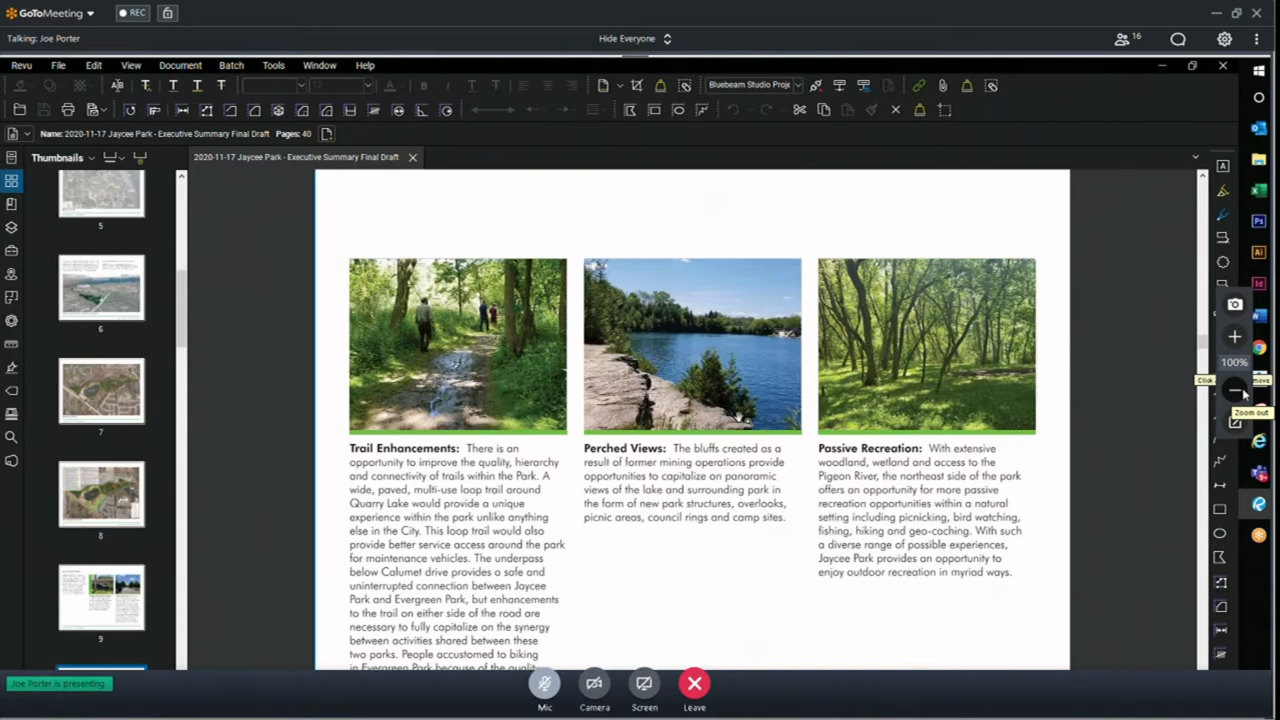 GoToMeeting
REC
Talking: Joe Porter
Hide Everyone
16
Revu File Edit View Document Batch Tools Window Help
Bluebeam Studio Proje
Name: 2020-11-17 Jaycee Park - Executive Summary Final Draft Pages: 40
Thumbnails
2020-11-17 Jaycee Park - Executive Summary Final Draft
5
6
7
8
9
Trail Enhancements: There is an
opportunity to improve the quality, hierarchy
and connectivity of trails within the Park. A
wide, paved, multi-use loop trail around
Quarry Lake would provide a unique
experience within the park unlike anything
else in the City. This loop trail would also
provide better service access around the park
for maintenance vehicles. The underpass
below Calumet drive provides a safe and
uninterrupted connection between Jaycee
Park and Evergreen Park, but enhancements
to the trail on either side of the road are
necessary to fully capitalize on the synergy
between activities shared between these
two parks. People accustomed to biking
in Evergreen Park because of the quality
Perched Views: The bluffs created as a
result of former mining operations provide
opportunities to capitalize on panoramic
views of the lake and surrounding park in
the form of new park structures, overlooks,
picnic areas, council rings and camp sites.
Passive Recreation: With extensive
woodland, wetland and access to the
Pigeon River, the northeast side of the park
offers an opportunity for more passive
recreation opportunities within a natural
setting including picnicking, bird watching,
fishing, hiking and geo-caching. With such
a diverse range of possible experiences,
Jaycee Park provides an opportunity to
enjoy outdoor recreation in myriad ways.
100%
Click
move
Zoom out
Ps
Ai
Id
Joe Porter is presenting
Mic
Camera
Screen
Leave